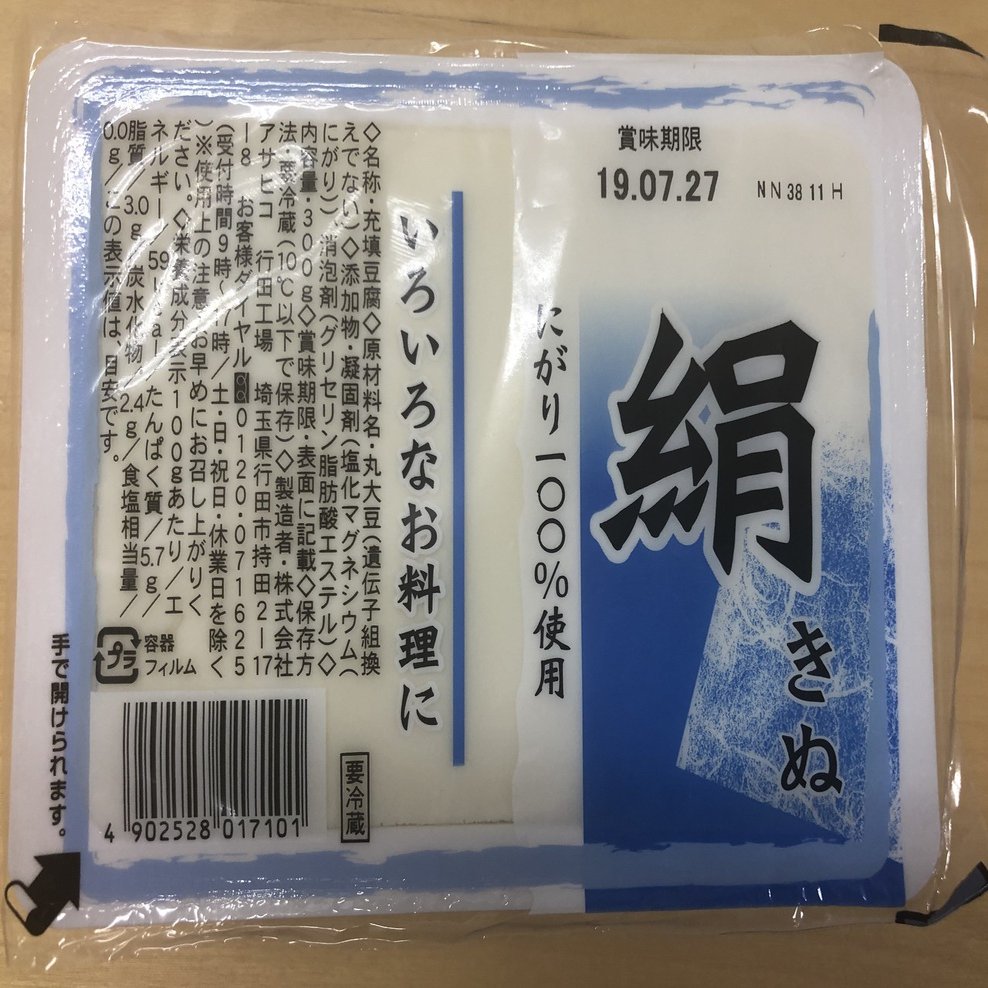 賞味期限
19.07.27
NN 38 11 H
絹
きぬ
にがり一〇〇%使用
いろいろなお料理に
◇名称・充填豆腐◇原材料名・丸大豆(遺伝子組換
えでない)◇添加物・凝固剤(塩化マグネシウム(
にがり) 消泡剤(グリセリン脂肪酸エステル)◇
内容量・300g◇賞味期限・表面に記載◇保存方
法・要冷蔵(10℃以下で保存)◇製造者・株式会社
アサヒコ 行田工場 埼玉県行田市持田2ー17
ー8 お客様ダイヤル 0120・071625
(受付時間9時〜17時/土・日・祝日・休業日を除く
)※使用上の注意・お早めにお召し上がりく
ださい。◇栄養成分表示100gあたり/エ
ネルギー/59kcal/たんぱく質/5.7g/
脂質/3.0g/炭水化物/2.4g/食塩相当量/
0.0g/この表示値は、目安です。
プラ
容器
フィルム
要冷蔵
4 902528 017101
手で開けられます。